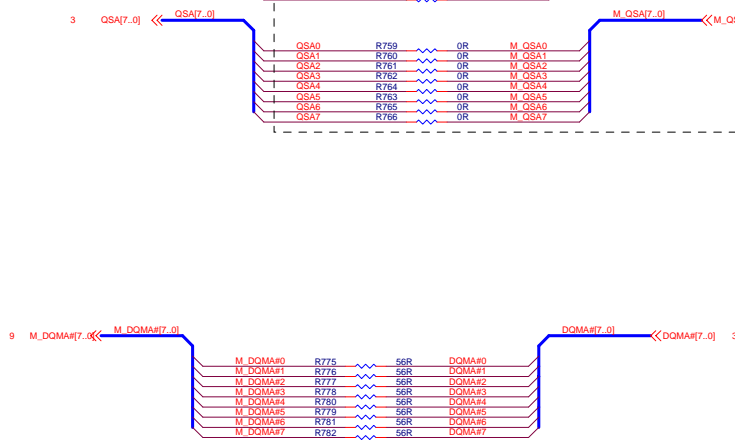 3 QSA[7..0] QSA[7..0] M_QSA[7..0]
QSA0 R759 0R M_QSA0
QSA1 R760 0R M_QSA1
QSA2 R761 0R M_QSA2
QSA3 R762 0R M_QSA3
QSA4 R764 0R M_QSA4
QSA5 R763 0R M_QSA5
QSA6 R765 0R M_QSA6
QSA7 R766 0R M_QSA7
9 M_DQMA#[7..0] M_DQMA#[7..0] DQMA#[7..0] DQMA#[7..0]
M_DQMA#0 R775 56R DQMA#0
M_DQMA#1 R776 56R DQMA#1
M_DQMA#2 R777 56R DQMA#2
M_DQMA#3 R778 56R DQMA#3
M_DQMA#4 R780 56R DQMA#4
M_DQMA#5 R779 56R DQMA#5
M_DQMA#6 R781 56R DQMA#6
M_DQMA#7 R782 56R DQMA#7